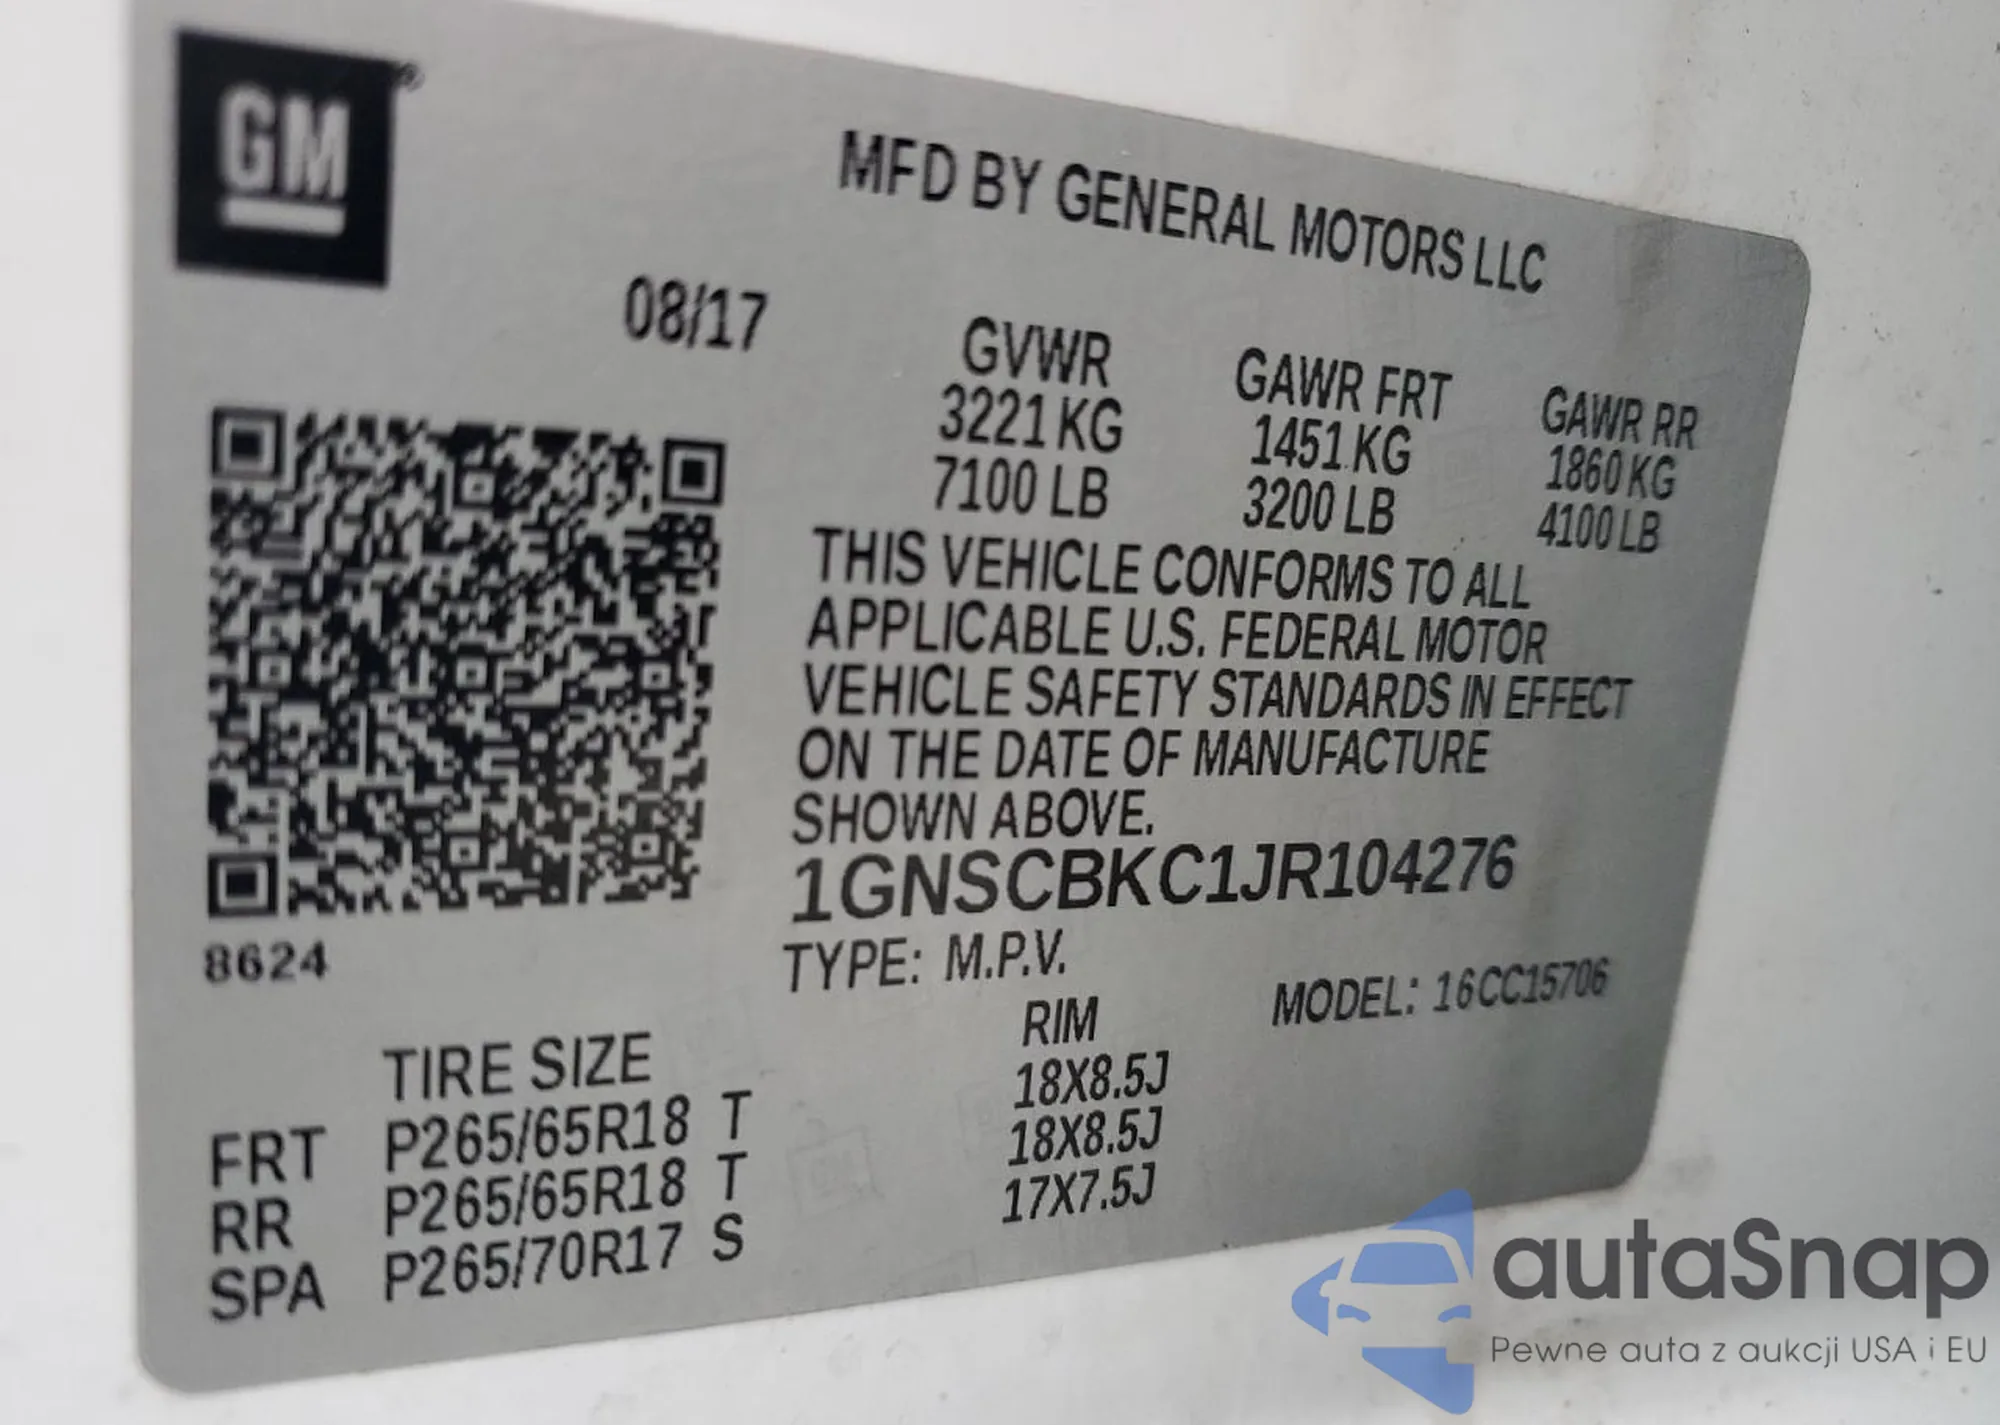 GM®
MFD BY GENERAL MOTORS LLC
08/17
GVWR GAWR FRT GAWR RR
3221 KG 1451 KG 1860 KG
7100 LB 3200 LB 4100 LB
THIS VEHICLE CONFORMS TO ALL
APPLICABLE U.S. FEDERAL MOTOR
VEHICLE SAFETY STANDARDS IN EFFECT
ON THE DATE OF MANUFACTURE
SHOWN ABOVE.
1GNSCBKC1JR104276
8624
TYPE: M.P.V. MODEL: 16CC15706
TIRE SIZE RIM
FRT P265/65R18 T 18X8.5J
RR P265/65R18 T 18X8.5J
SPA P265/70R17 S 17X7.5J
autaSnap
Pewne auta z aukcji USA i EU